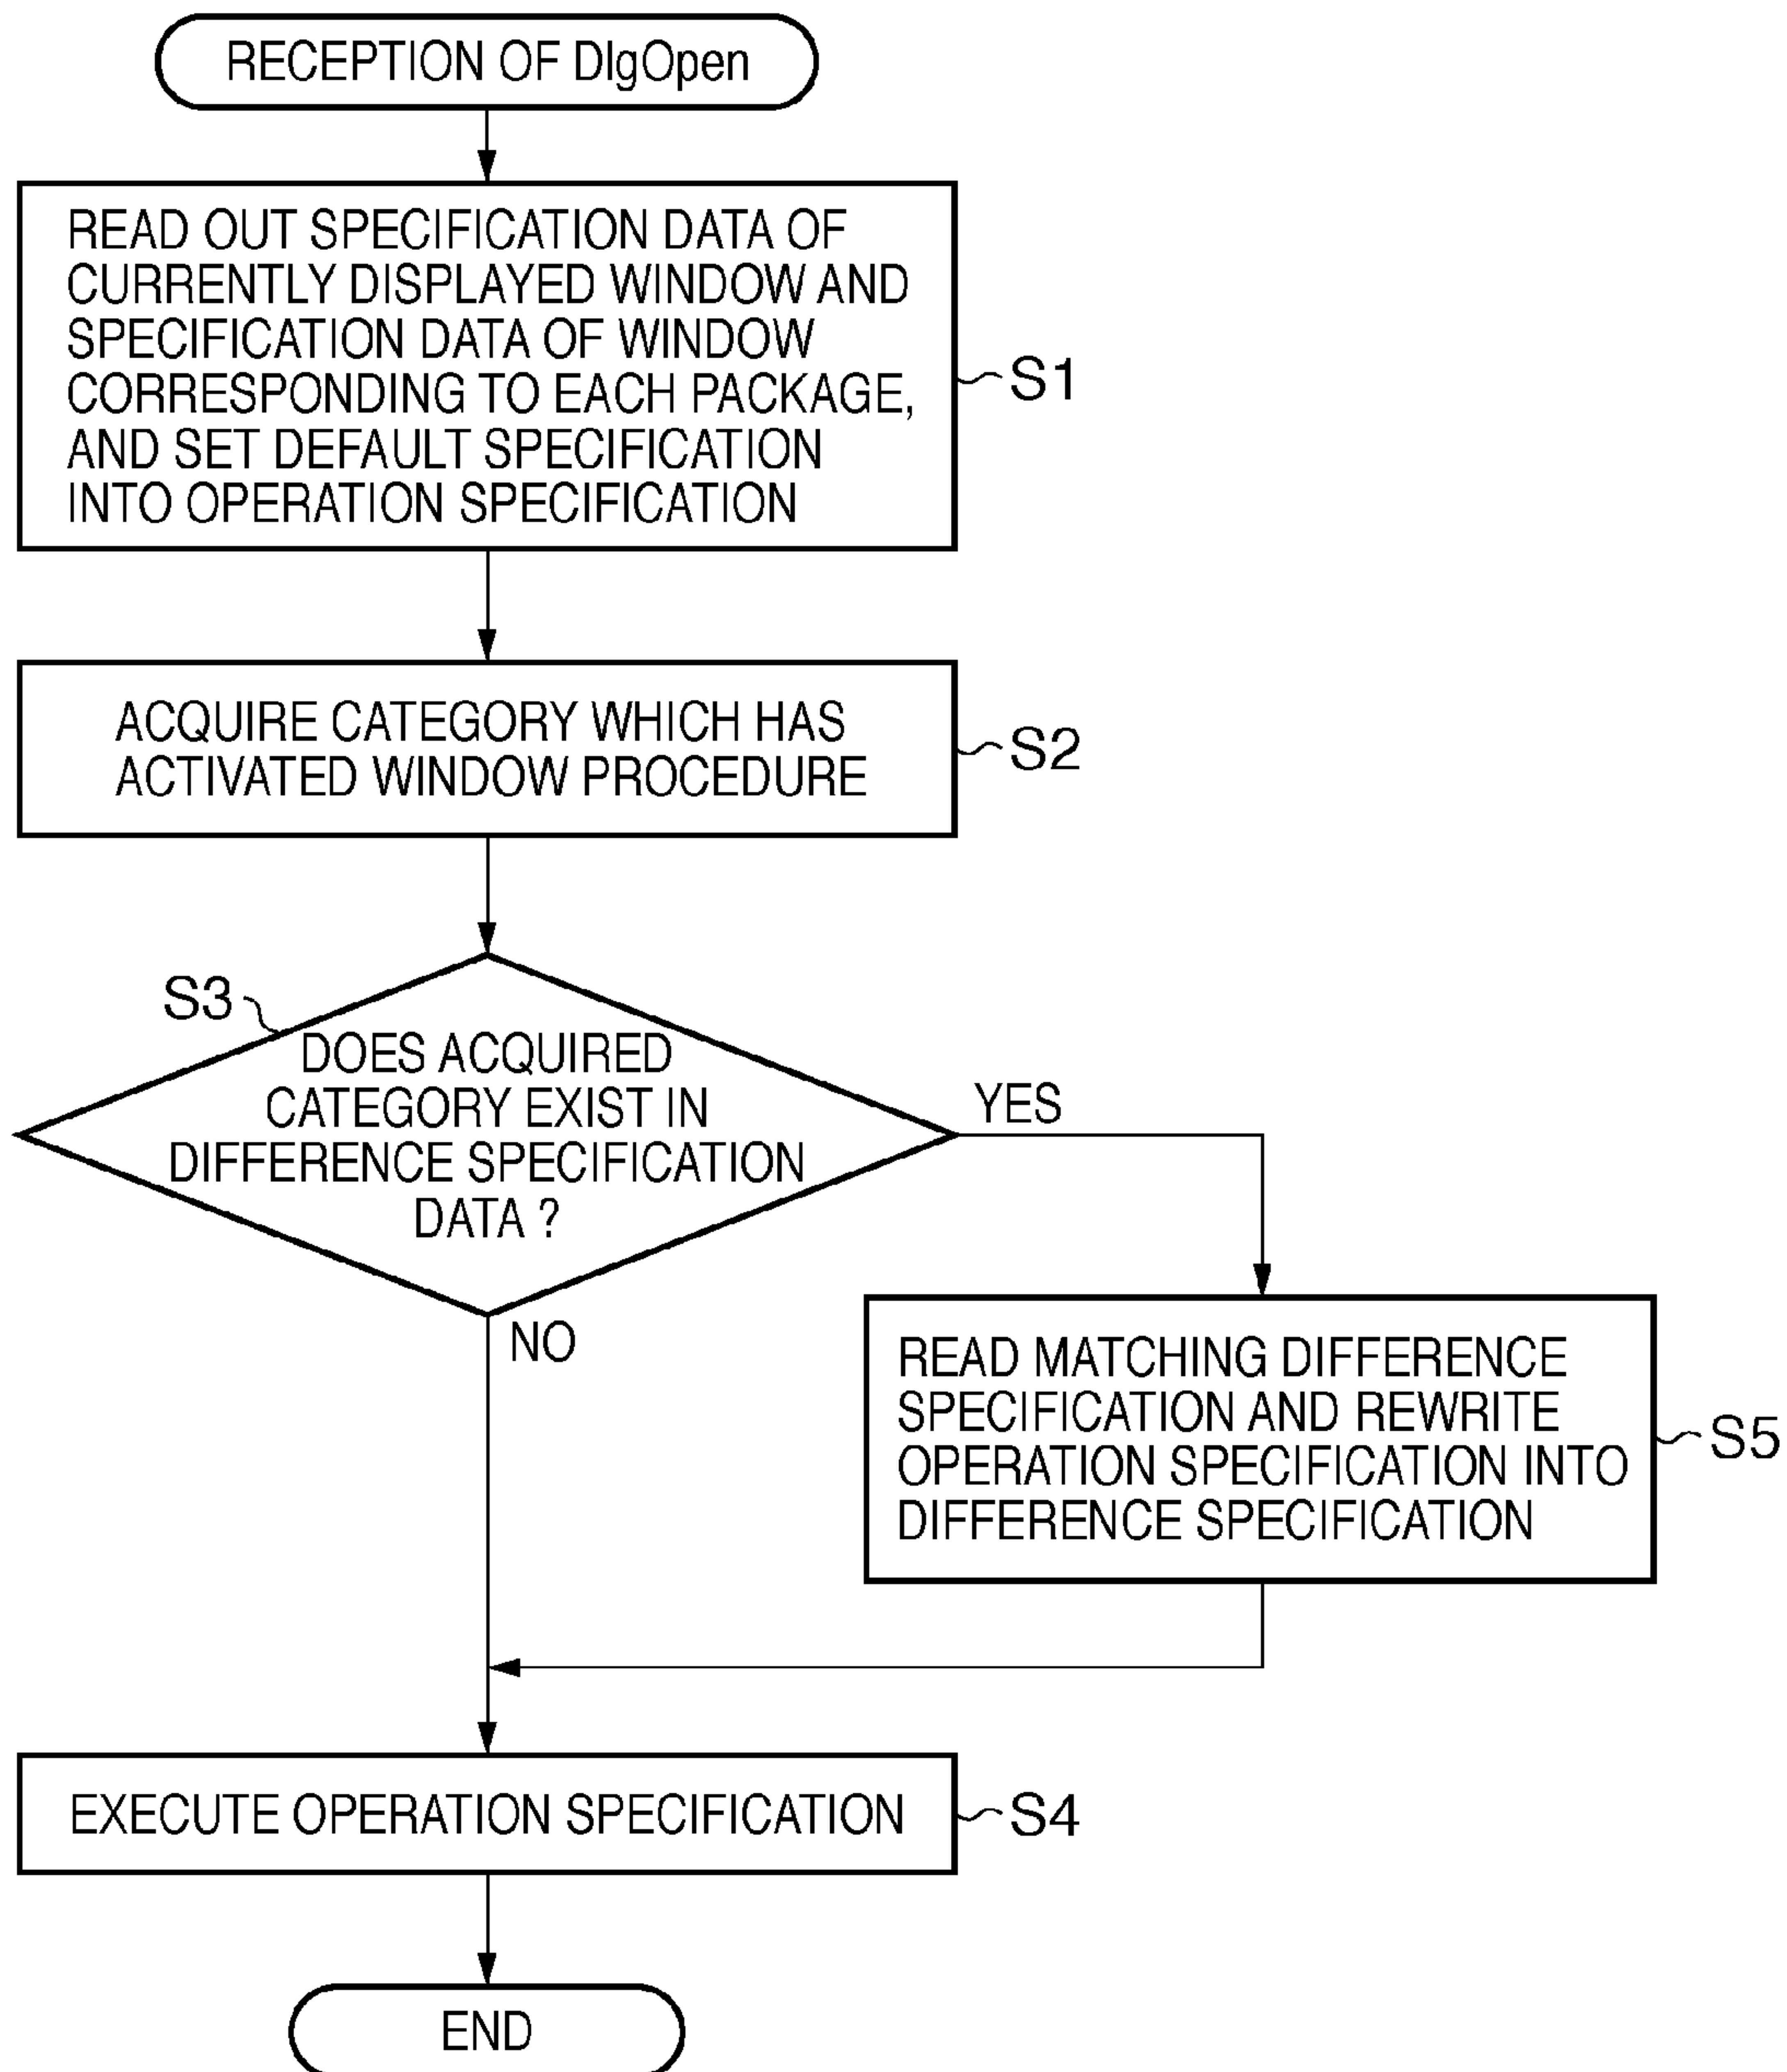 RECEPTION OF DlgOpen
READ OUT SPECIFICATION DATA OF
CURRENTLY DISPLAYED WINDOW AND
SPECIFICATION DATA OF WINDOW
CORRESPONDING TO EACH PACKAGE,
AND SET DEFAULT SPECIFICATION
INTO OPERATION SPECIFICATION
S1
ACQUIRE CATEGORY WHICH HAS
ACTIVATED WINDOW PROCEDURE
S2
S3
DOES ACQUIRED
CATEGORY EXIST IN
DIFFERENCE SPECIFICATION
DATA ?
YES
NO
READ MATCHING DIFFERENCE
SPECIFICATION AND REWRITE
OPERATION SPECIFICATION INTO
DIFFERENCE SPECIFICATION
S5
EXECUTE OPERATION SPECIFICATION
S4
END